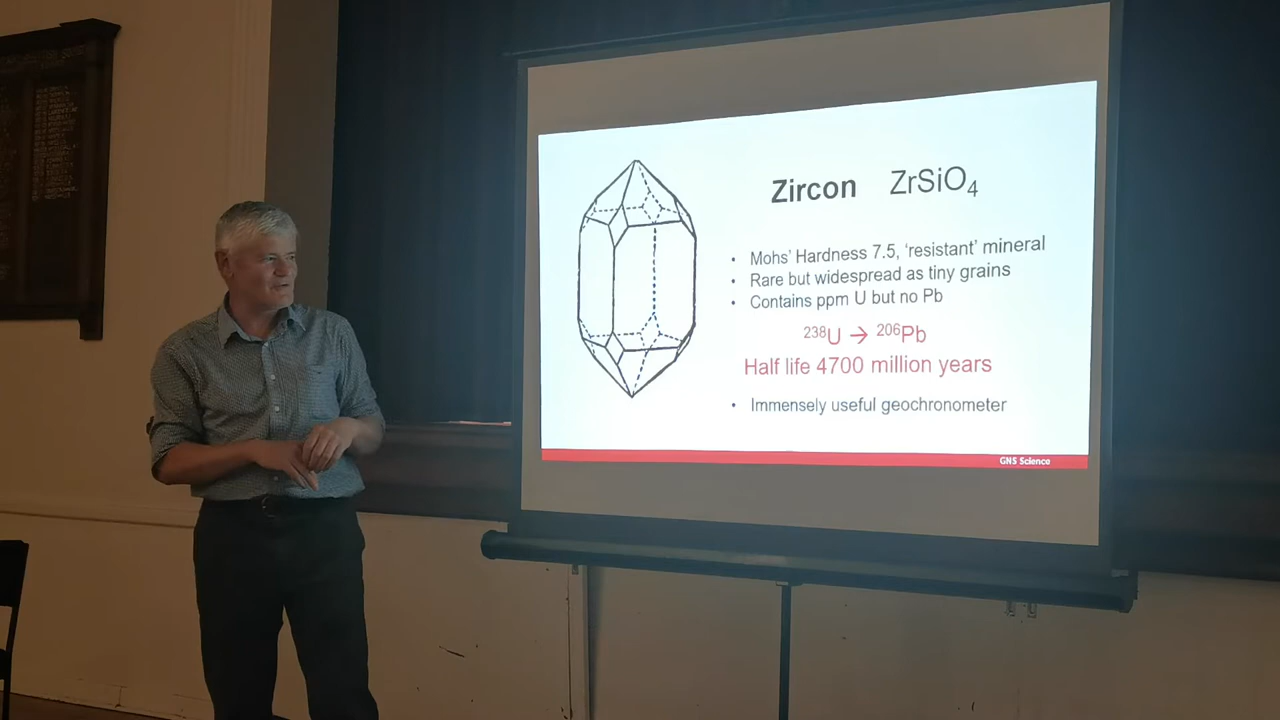 Zircon ZrSiO₄
• Mohs' Hardness 7.5, 'resistant' mineral
• Rare but widespread as tiny grains
• Contains ppm U but no Pb
²³⁸U → ²⁰⁶Pb
Half life 4700 million years
• Immensely useful geochronometer
GNS Science